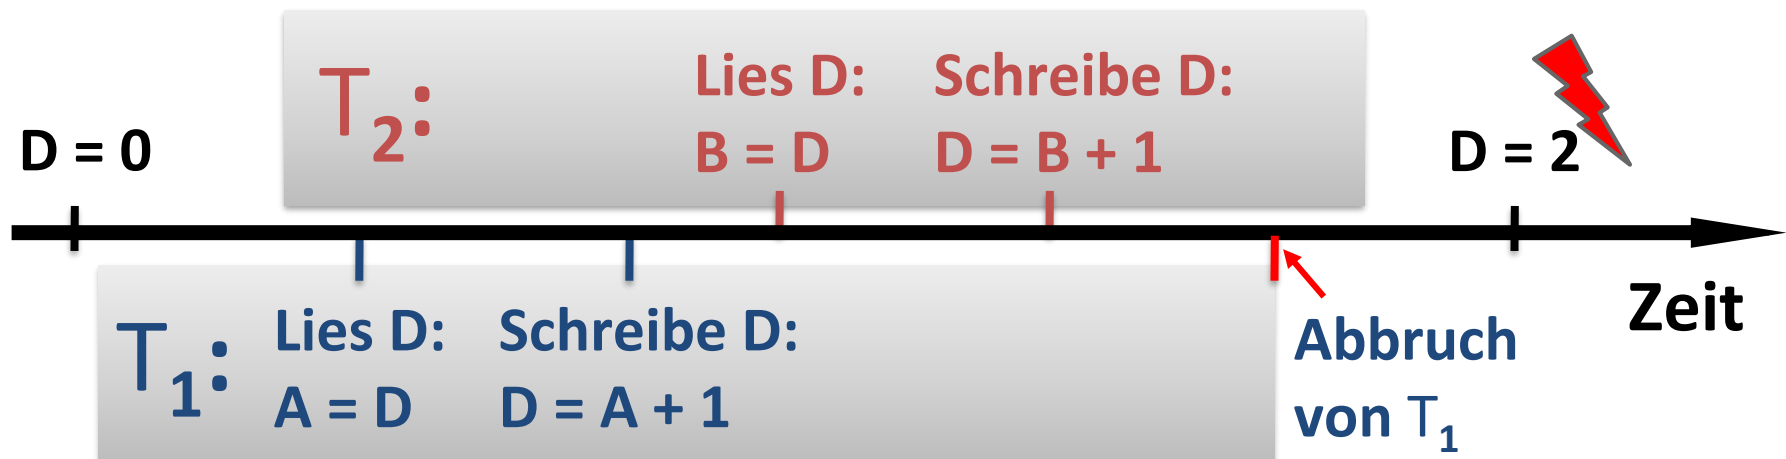 T2:
Lies D:
B = D
Schreibe D:
D = B + 1
D = 0
D = 2
Zeit
T1:
Lies D:
A = D
Schreibe D:
D = A + 1
Abbruch
von T1